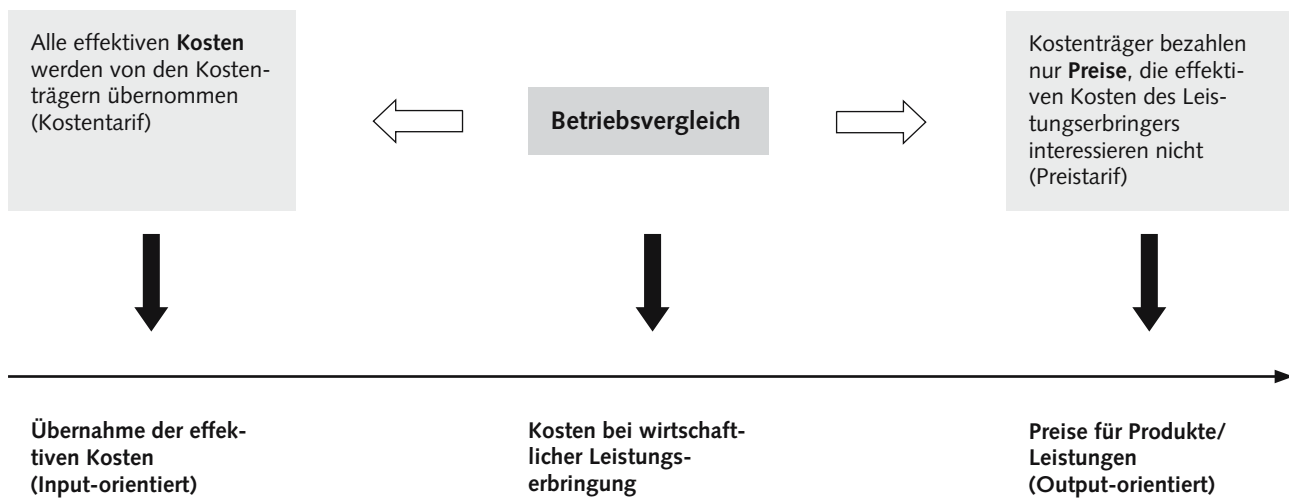 Alle effektiven Kosten
werden von den Kosten-
trägern übernommen
(Kostentarif)
Betriebsvergleich
Kostenträger bezahlen
nur Preise, die effekti-
ven Kosten des Leis-
tungserbringers
interessieren nicht
(Preistarif)
Übernahme der effek-
tiven Kosten
(Input-orientiert)
Kosten bei wirtschaft-
licher Leistungs-
erbringung
Preise für Produkte/
Leistungen
(Output-orientiert)